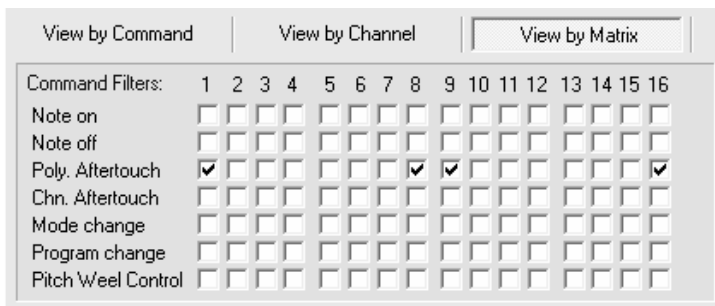 View by Command View by Channel View by Matrix
Command Filters: 1 2 3 4 5 6 7 8 9 10 11 12 13 14 15 16
Note on
Note off
Poly. Aftertouch
Chn. Aftertouch
Mode change
Program change
Pitch Weel Control